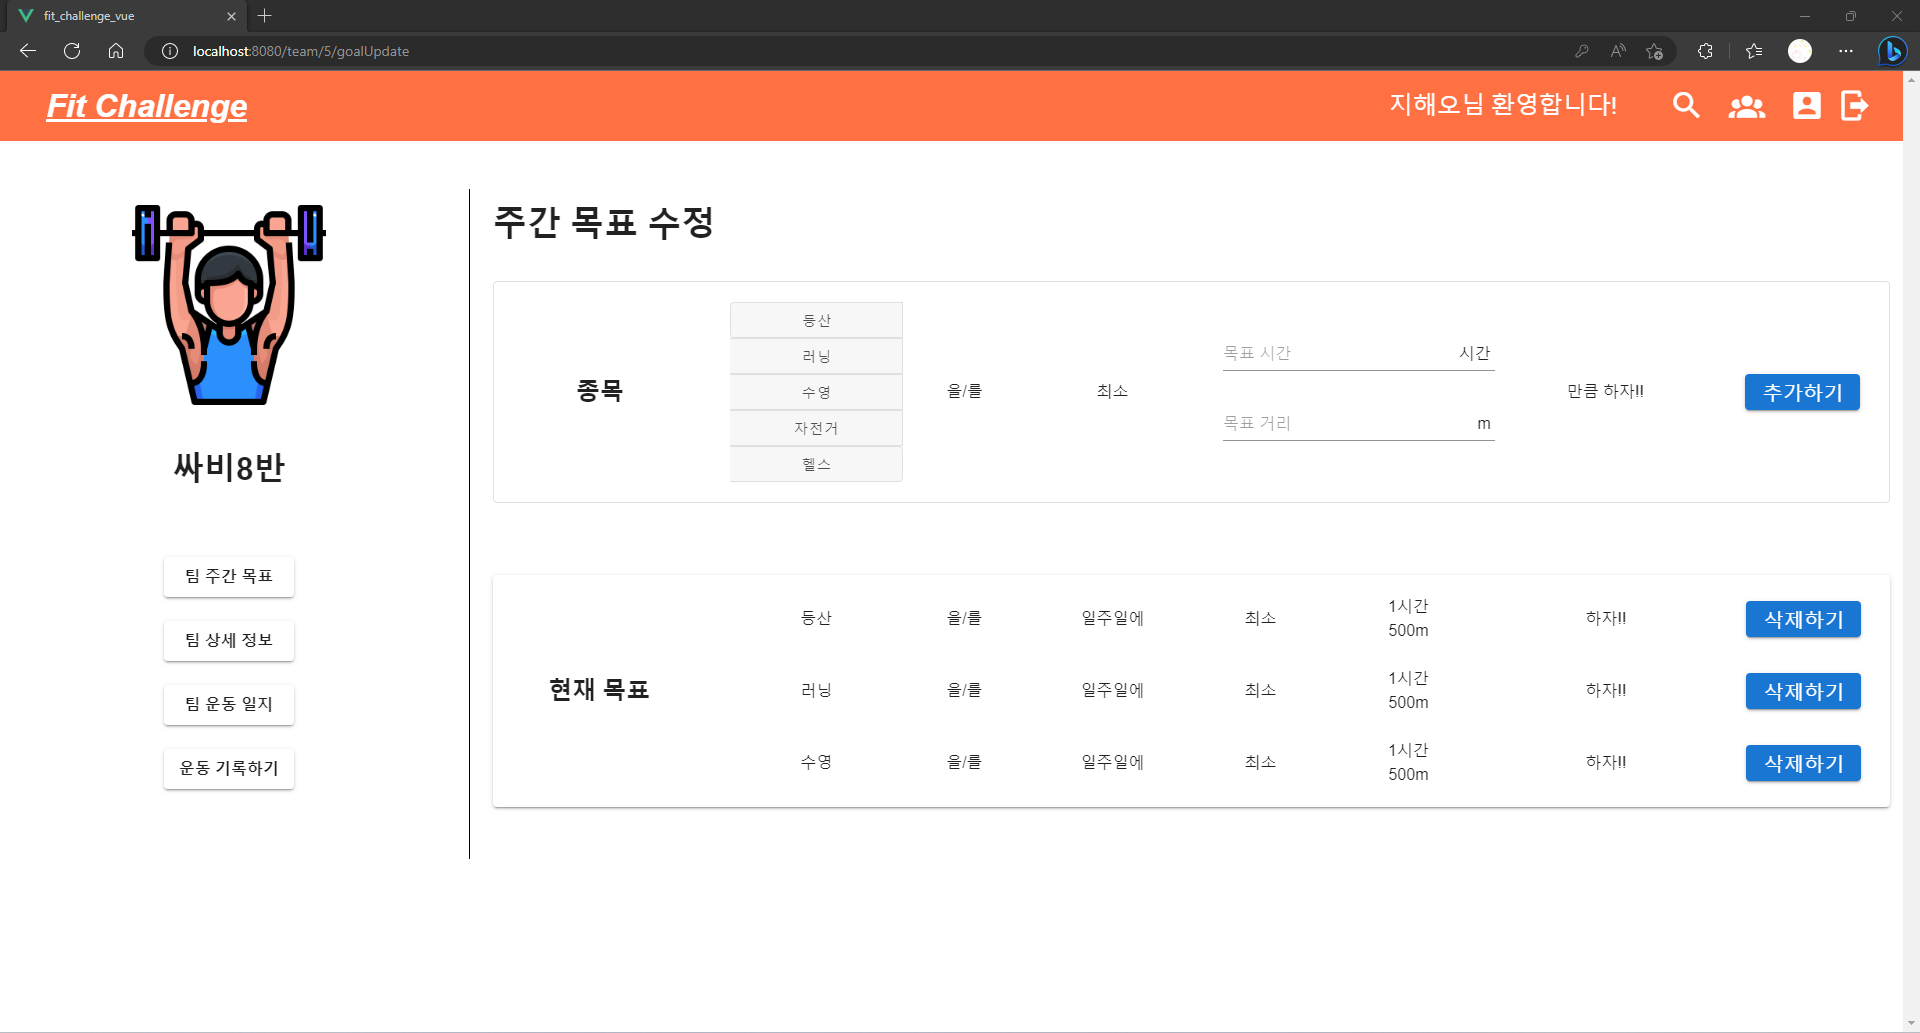 fit_challenge_vue
localhost:8080/team/5/goalUpdate
Fit Challenge
지해오님 환영합니다!
싸비8반
팀 주간 목표
팀 상세 정보
팀 운동 일지
운동 기록하기
주간 목표 수정
종목
등산
러닝
수영
자전거
헬스
을/를
최소
목표 시간 시간
목표 거리 m
만큼 하자!!
추가하기
현재 목표
등산 을/를 일주일에 최소 1시간 하자!! 삭제하기
500m
러닝 을/를 일주일에 최소 1시간 하자!! 삭제하기
500m
수영 을/를 일주일에 최소 1시간 하자!! 삭제하기
500m